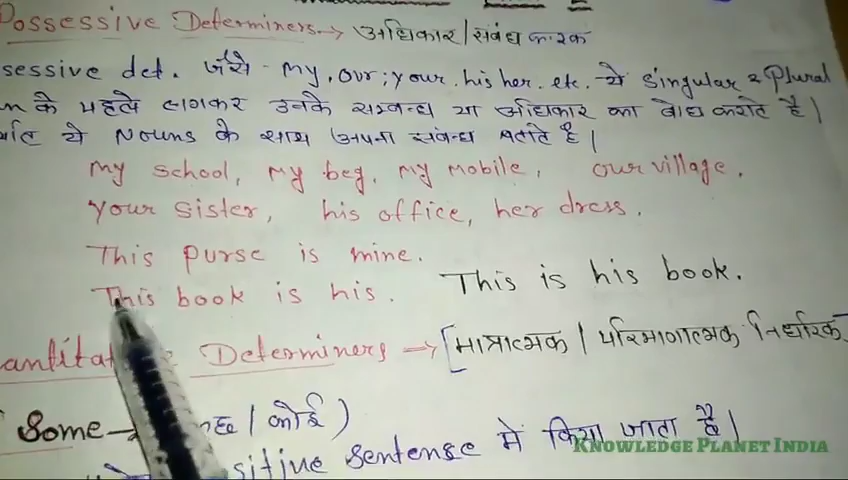 Possessive Determiners → अधिकार/संबंध कारक
sessive det. जैसे - my, our; your. his her. etc. ये singular & Plural
के पहले लगकर उनके सम्बन्ध या अधिकार का बोध कराते है।
ये Nouns के साथ अपना संबंध बताते है।
my school, my beg, my mobile, our village.
your sister, his office, her dress.
This purse is mine.
This book is his. This is his book.
antitat Determiners → [मात्रात्मक / परिमाणात्मक निर्धारक
Some → कोई)
sitive sentence में किया जाता है।
KNOWLEDGE PLANET INDIA